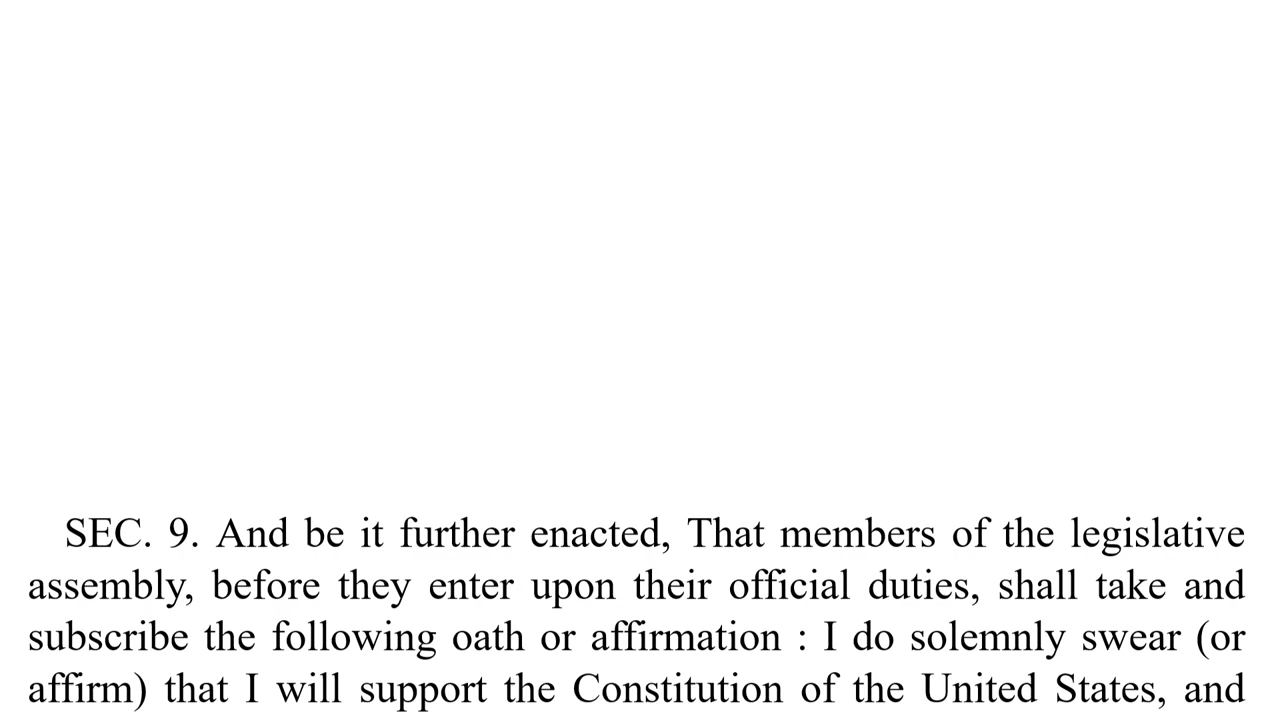 SEC. 9. And be it further enacted, That members of the legislative
assembly, before they enter upon their official duties, shall take and
subscribe the following oath or affirmation : I do solemnly swear (or
affirm) that I will support the Constitution of the United States, and